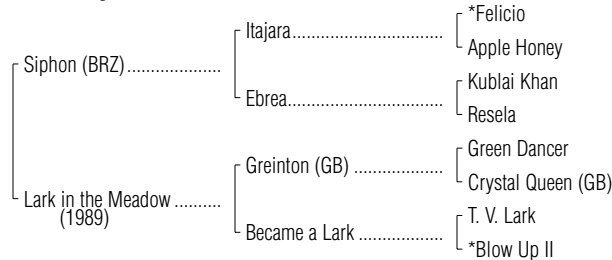 *Felicio
Itajara
Apple Honey
Siphon (BRZ)
Kublai Khan
Ebrea
Resela
Green Dancer
Greinton (GB)
Crystal Queen (GB)
Lark in the Meadow
(1989)
T. V. Lark
Became a Lark
*Blow Up II